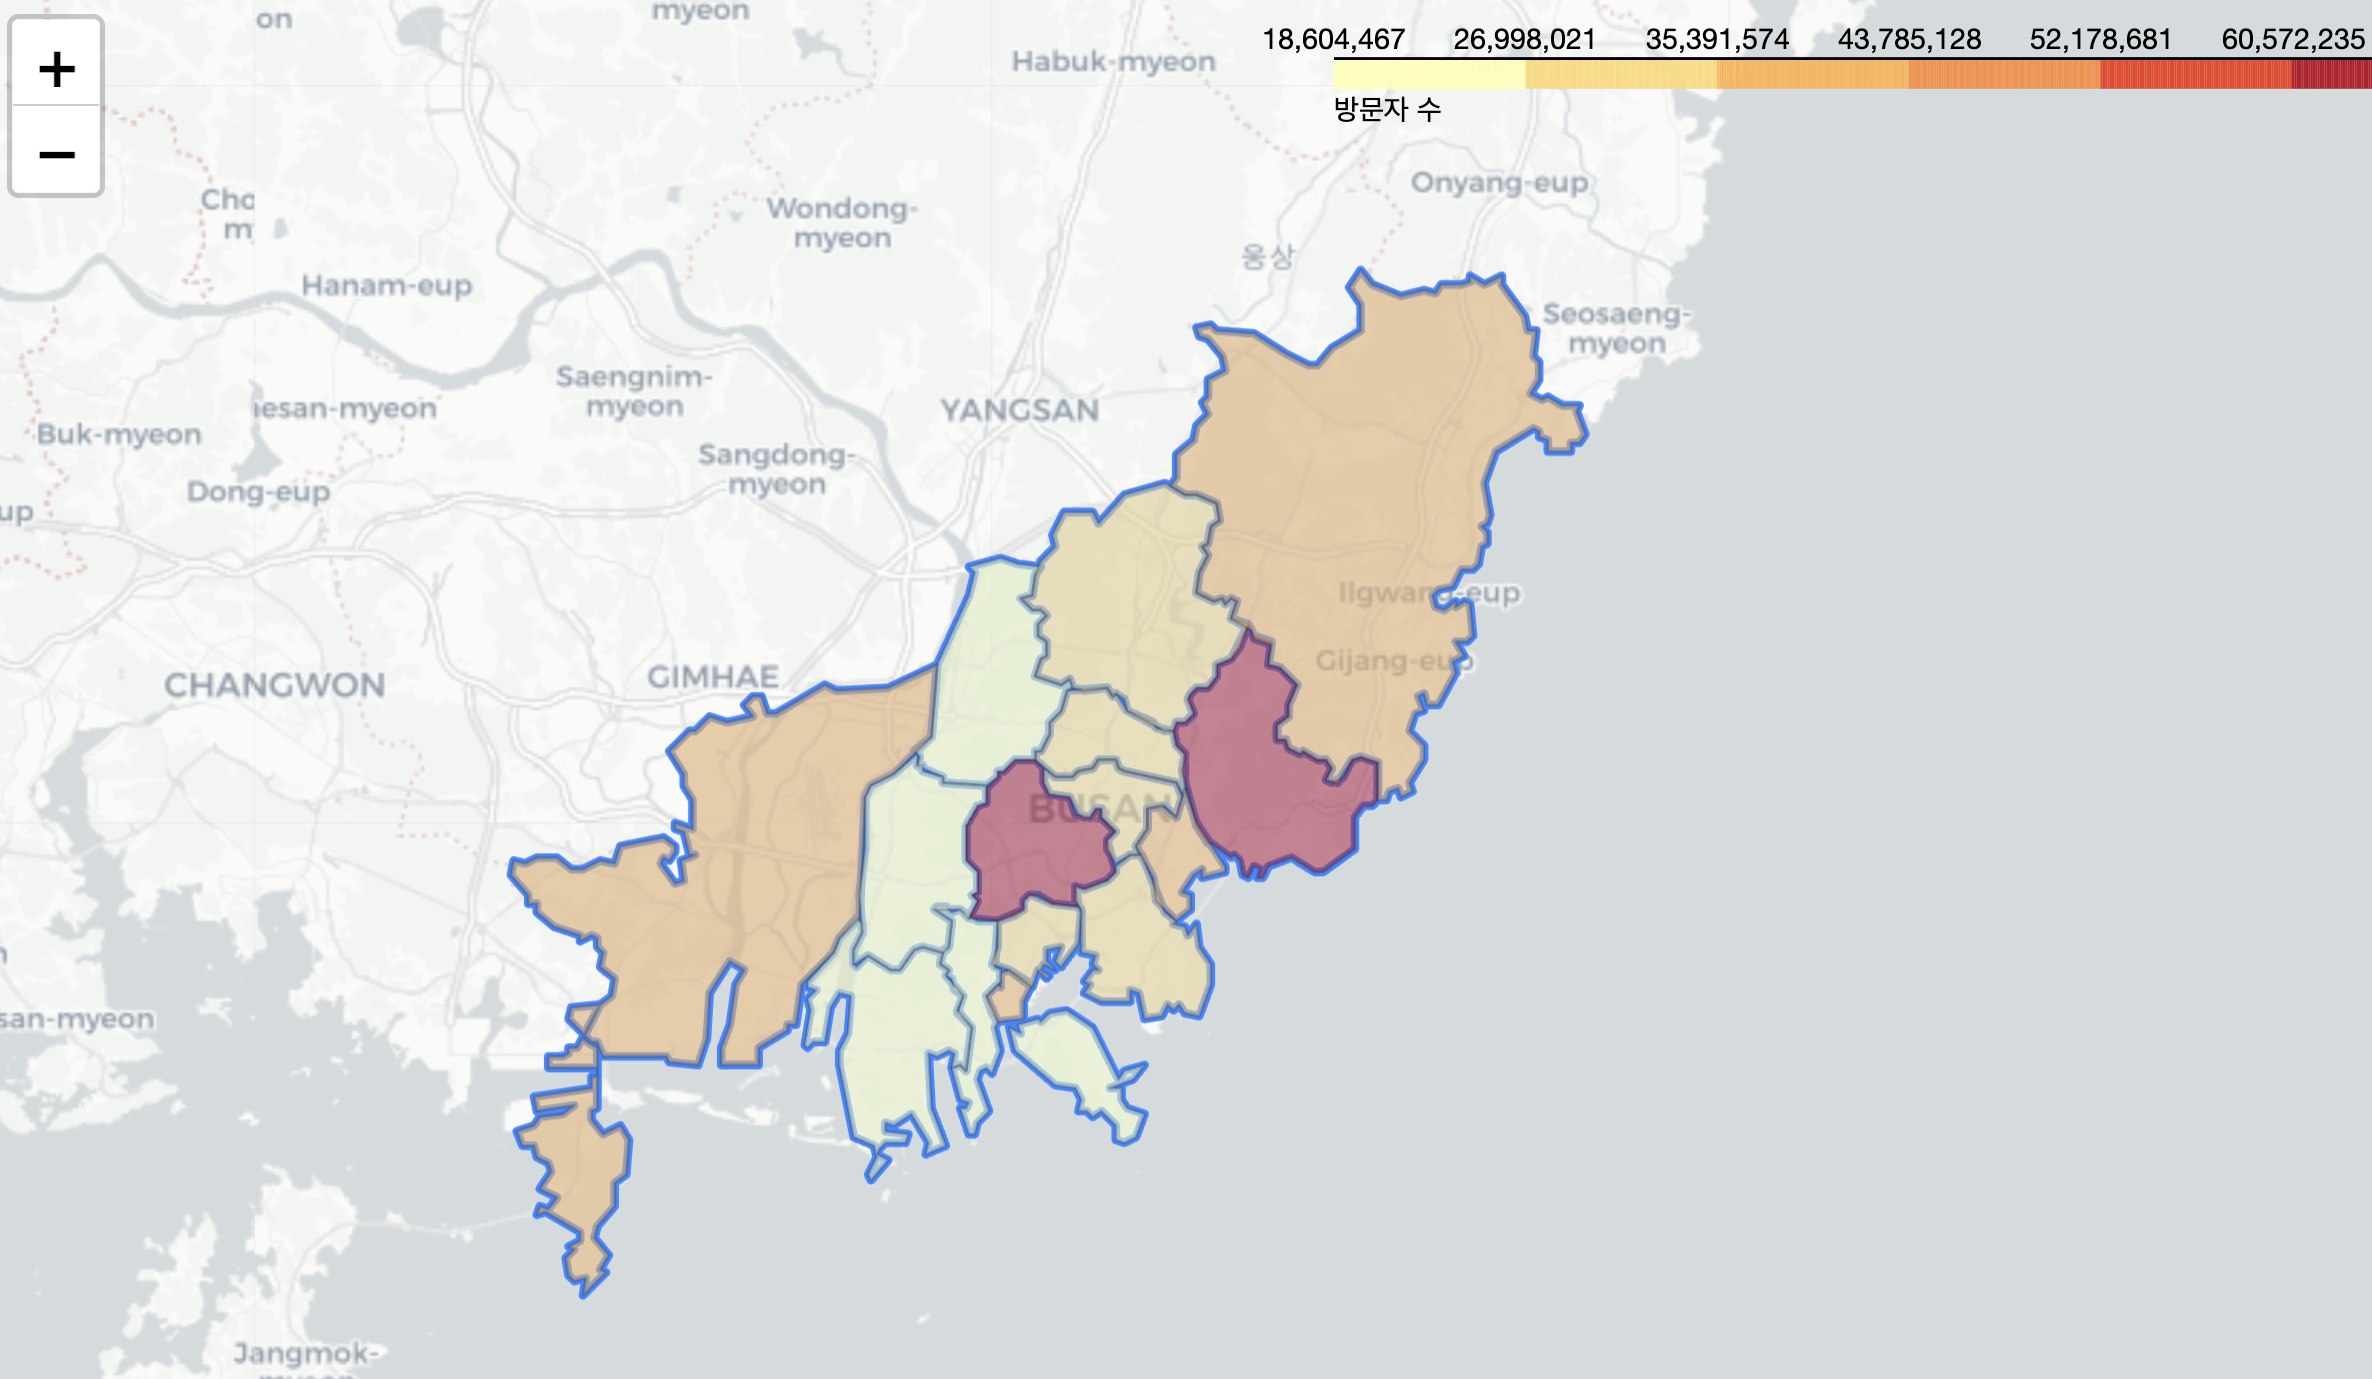 +
−
on
myeon
Habuk-myeon
18,604,467 26,998,021 35,391,574 43,785,128 52,178,681 60,572,235
방문자 수
Onyang-eup
Cho
m
Wondong-
myeon
웅상
Hanam-eup
Seosaeng-
myeon
Saengnim-
myeon
YANGSAN
esan-myeon
Buk-myeon
Sangdong-
myeon
Dong-eup
up
Ilgwang-eup
Gijang-eup
GIMHAE
CHANGWON
BUSAN
san-myeon
Jangmok-
myeon